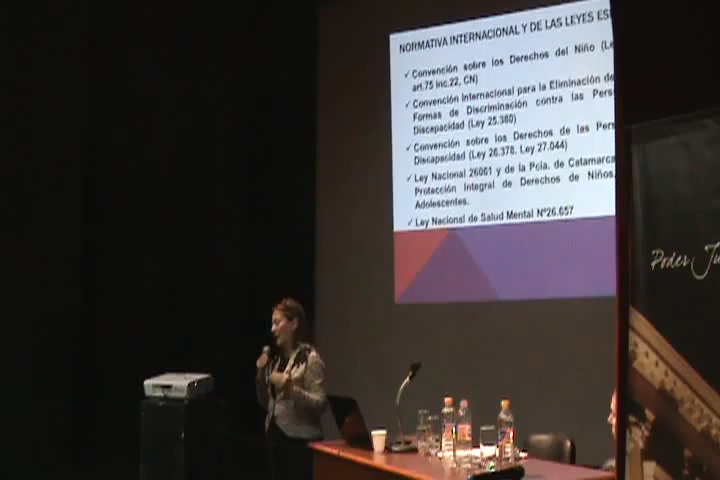 NORMATIVA INTERNACIONAL Y DE LAS LEYES
✓ Convención sobre los Derechos del Niño
art.75 inc.22, CN)
✓ Convención Internacional para la Eliminación de
Formas de Discriminación contra las
Discapacidad (Ley 25.380)
✓ Convención sobre los Derechos de las
Discapacidad (Ley 26.378. Ley 27.044)
✓ Ley Nacional 26061 y de la Pcia. de Catamarca
Protección Integral de Derechos de Niños,
Adolescentes.
✓ Ley Nacional de Salud Mental Nº26.657
Poder